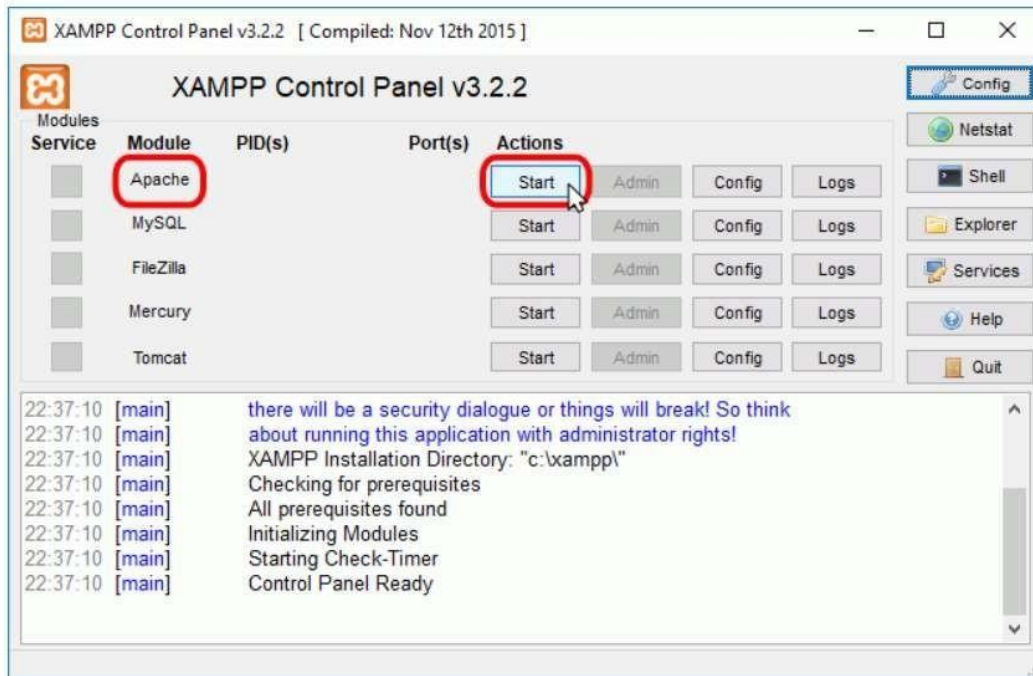 XAMPP Control Panel v3.2.2 [ Compiled: Nov 12th 2015 ]
XAMPP Control Panel v3.2.2
Config
Modules
Service Module PID(s) Port(s) Actions
Netstat
Apache Start Admin Config Logs
Shell
MySQL Start Admin Config Logs
Explorer
FileZilla Start Admin Config Logs
Services
Mercury Start Admin Config Logs
Help
Tomcat Start Admin Config Logs
Quit
22:37:10 [main] there will be a security dialogue or things will break! So think
22:37:10 [main] about running this application with administrator rights!
22:37:10 [main] XAMPP Installation Directory: "c:\xampp\"
22:37:10 [main] Checking for prerequisites
22:37:10 [main] All prerequisites found
22:37:10 [main] Initializing Modules
22:37:10 [main] Starting Check-Timer
22:37:10 [main] Control Panel Ready